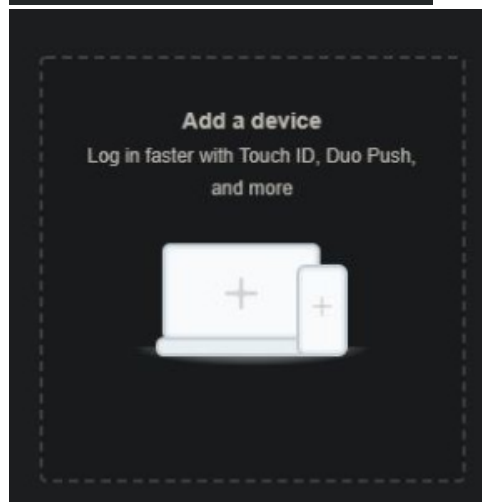 Add a device
Log in faster with Touch ID, Duo Push,
and more